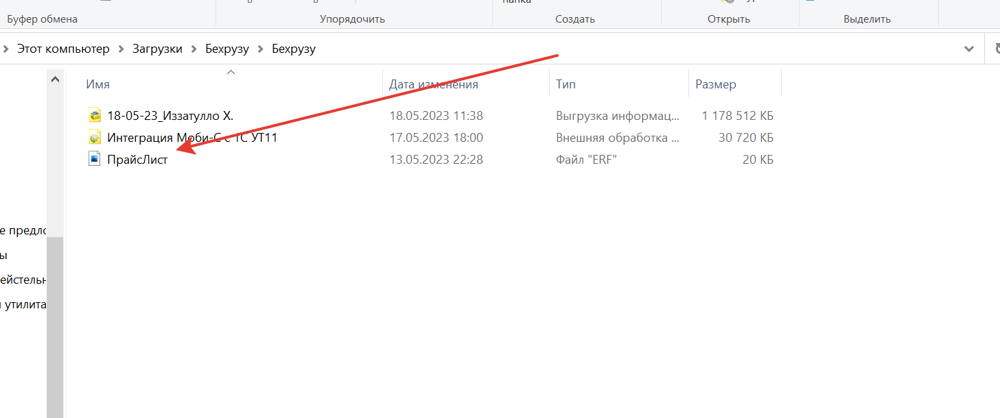 папка
Буфер обмена Упорядочить Создать Открыть Выделить
Этот компьютер > Загрузки > Бехрузу > Бехрузу
Имя Дата изменения Тип Размер
18-05-23_Иззатулло Х. 18.05.2023 11:38 Выгрузка информац... 1 178 512 КБ
Интеграция Моби-С с 1С УТ11 17.05.2023 18:00 Внешняя обработка ... 30 720 КБ
ПрайсЛист 13.05.2023 22:28 Файл "ERF" 20 КБ
е предло
ы
ейстельн
утилита